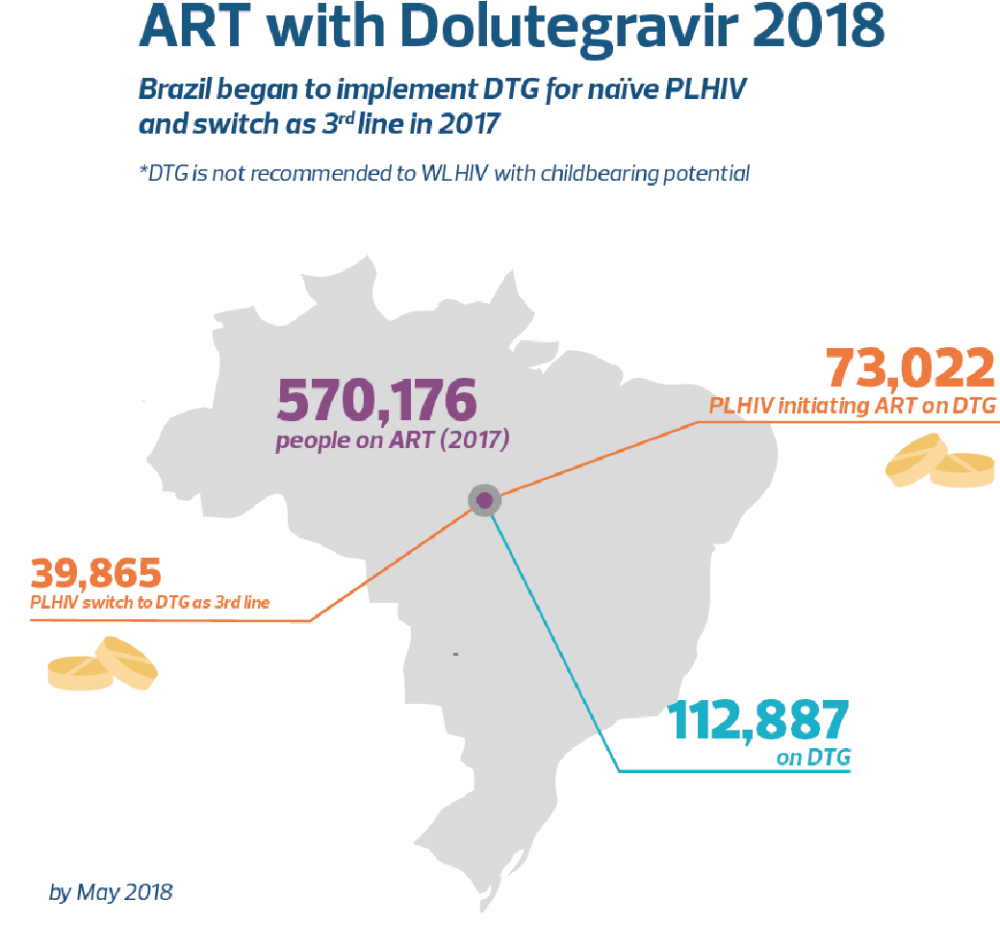 ART with Dolutegravir 2018
Brazil began to implement DTG for naïve PLHIV
and switch as 3rd line in 2017
*DTG is not recommended to WLHIV with childbearing potential
570,176
people on ART (2017)
73,022
PLHIV initiating ART on DTG
39,865
PLHIV switch to DTG as 3rd line
112,887
on DTG
by May 2018